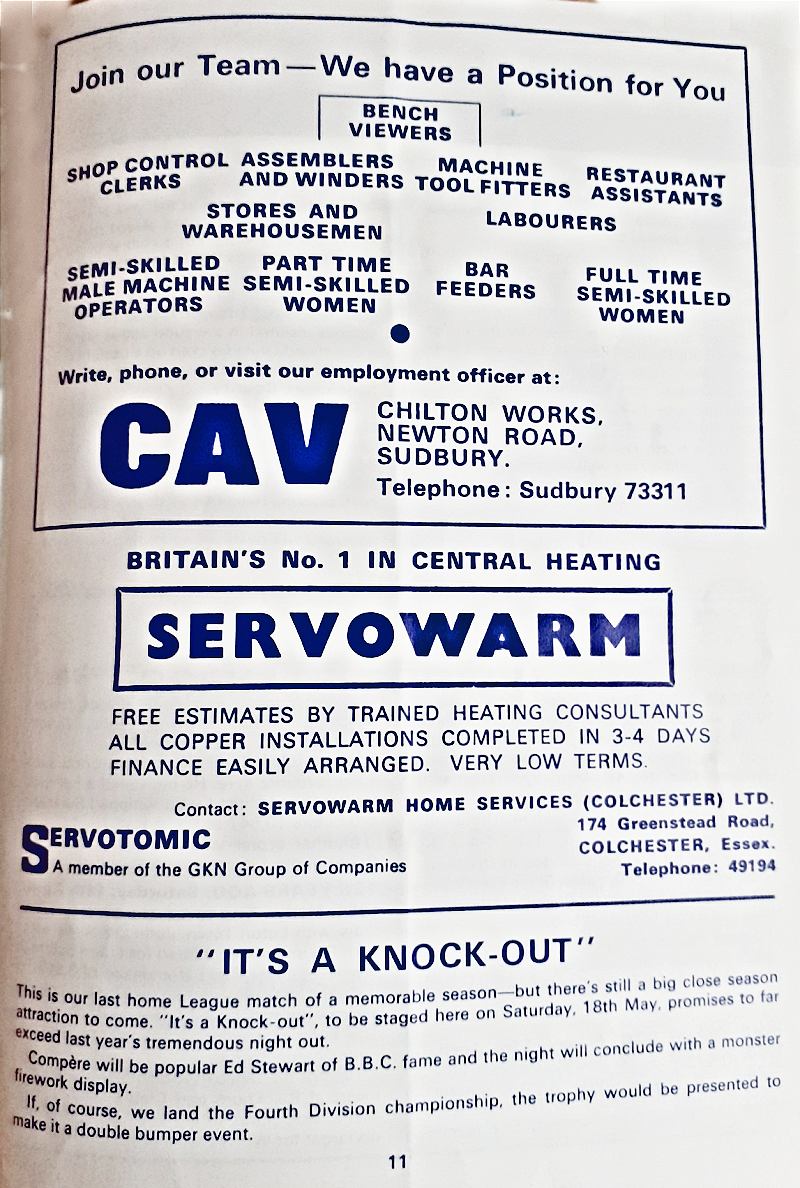 Join our Team—We have a Position for You
BENCH
VIEWERS
SHOP CONTROL
CLERKS
ASSEMBLERS
AND WINDERS
MACHINE
TOOL FITTERS
RESTAURANT
ASSISTANTS
STORES AND
WAREHOUSEMEN
LABOURERS
SEMI-SKILLED
MALE MACHINE
OPERATORS
PART TIME
SEMI-SKILLED
WOMEN
BAR
FEEDERS
FULL TIME
SEMI-SKILLED
WOMEN
Write, phone, or visit our employment officer at:
CAV
CHILTON WORKS,
NEWTON ROAD,
SUDBURY.
Telephone: Sudbury 73311
BRITAIN'S No. 1 IN CENTRAL HEATING
SERVOWARM
FREE ESTIMATES BY TRAINED HEATING CONSULTANTS
ALL COPPER INSTALLATIONS COMPLETED IN 3-4 DAYS
FINANCE EASILY ARRANGED. VERY LOW TERMS.
Contact: SERVOWARM HOME SERVICES (COLCHESTER) LTD.
174 Greenstead Road,
COLCHESTER, Essex.
Telephone: 49194
SERVOTOMIC
A member of the GKN Group of Companies
"IT'S A KNOCK-OUT"
This is our last home League match of a memorable season—but there's still a big close season
attraction to come. "It's a Knock-out", to be staged here on Saturday, 18th May, promises to far
exceed last year's tremendous night out.
Compère will be popular Ed Stewart of B.B.C. fame and the night will conclude with a monster
firework display.
If, of course, we land the Fourth Division championship, the trophy would be presented to
make it a double bumper event.
11